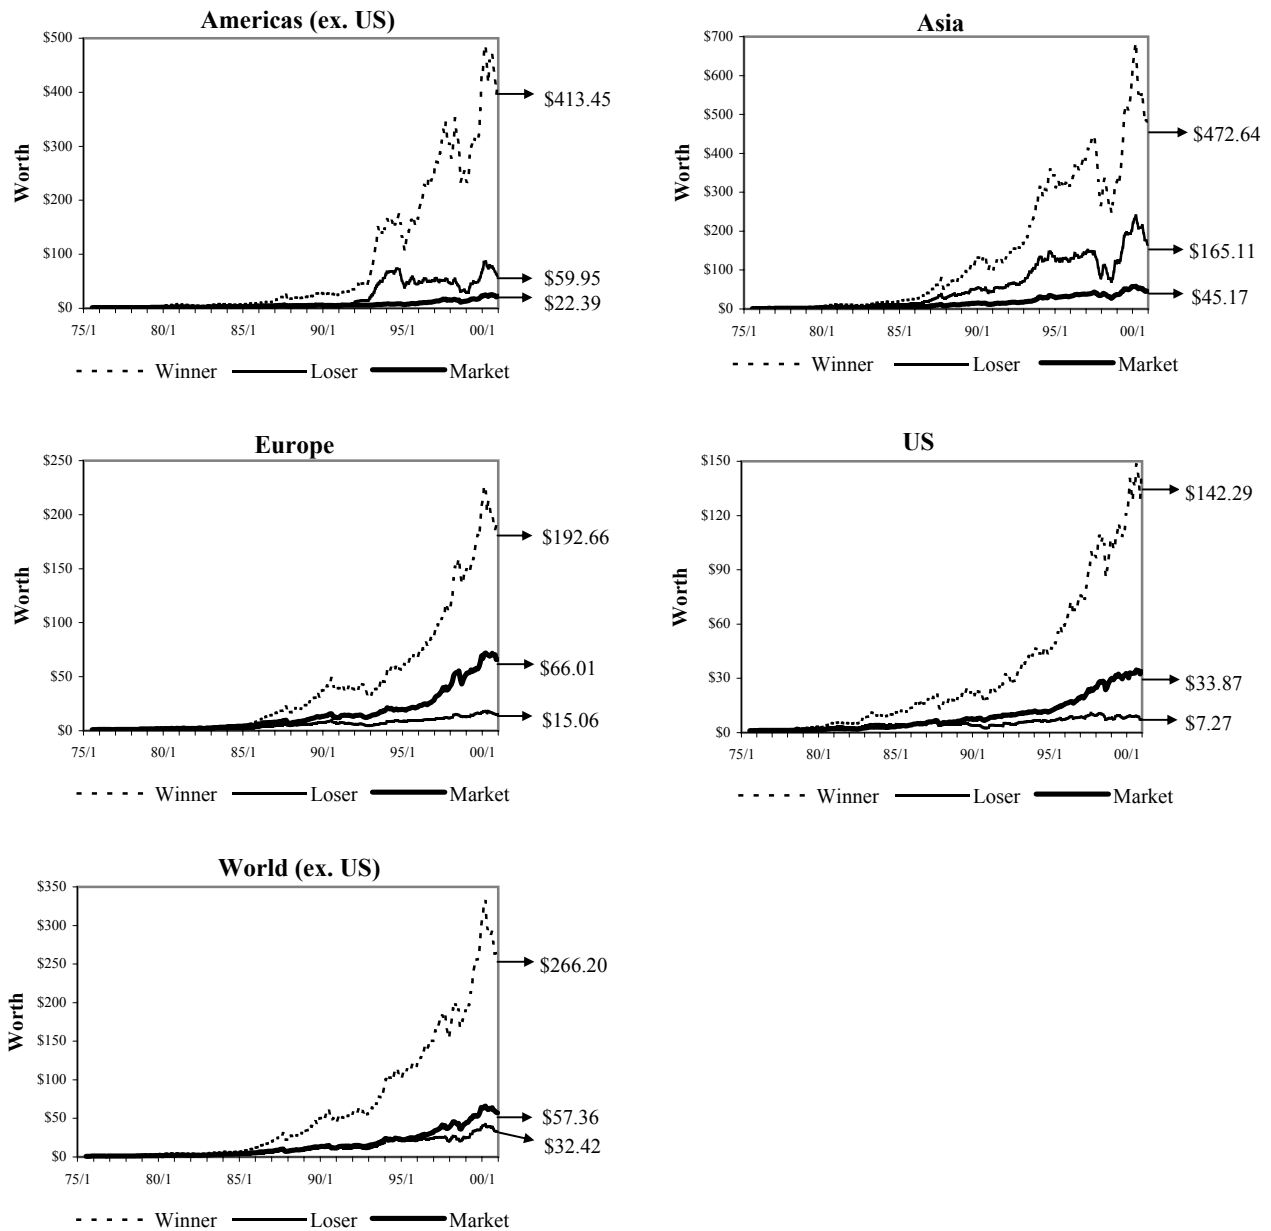 Americas (ex. US)
Worth
$500
$400
$300
$200
$100
$0
75/1 80/1 85/1 90/1 95/1 00/1
$413.45
$59.95
$22.39
Winner Loser Market
Asia
Worth
$700
$600
$500
$400
$300
$200
$100
$0
75/1 80/1 85/1 90/1 95/1 00/1
$472.64
$165.11
$45.17
Winner Loser Market
Europe
Worth
$250
$200
$150
$100
$50
$0
75/1 80/1 85/1 90/1 95/1 00/1
$192.66
$66.01
$15.06
Winner Loser Market
US
Worth
$150
$120
$90
$60
$30
$0
75/1 80/1 85/1 90/1 95/1 00/1
$142.29
$33.87
$7.27
Winner Loser Market
World (ex. US)
Worth
$350
$300
$250
$200
$150
$100
$50
$0
75/1 80/1 85/1 90/1 95/1 00/1
$266.20
$57.36
$32.42
Winner Loser Market